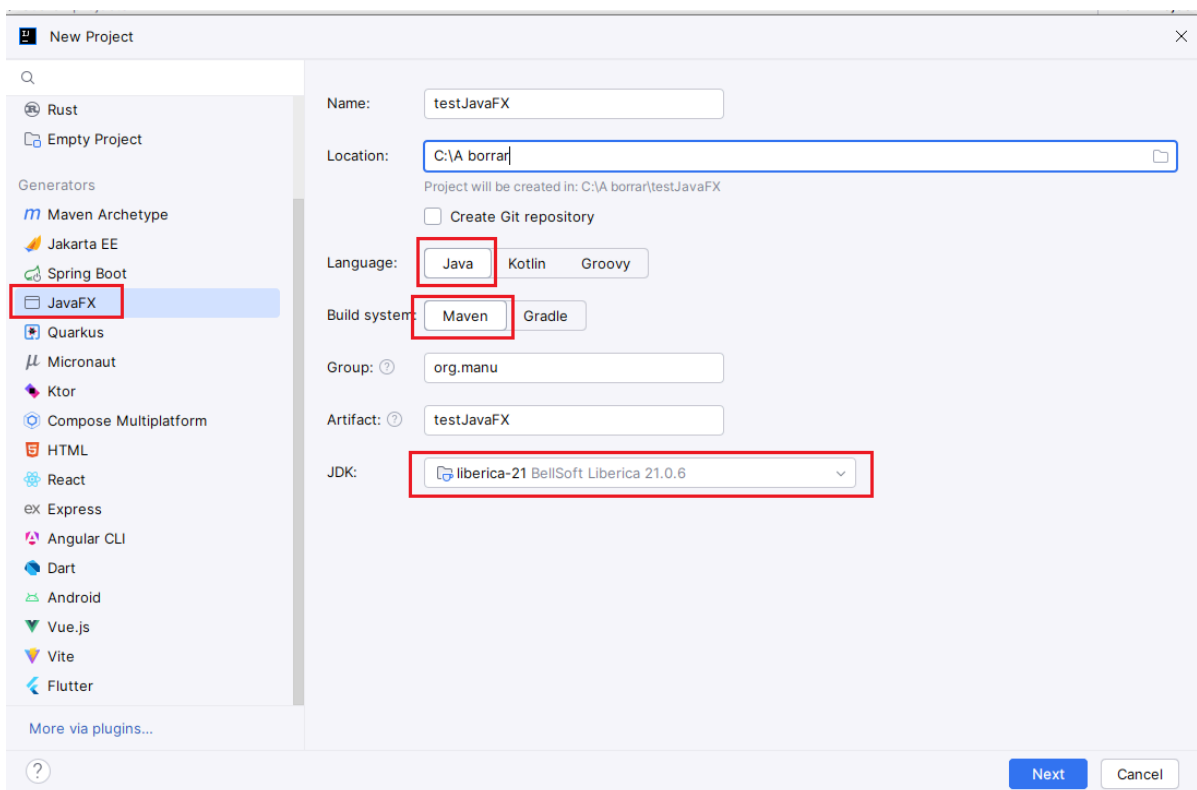 New Project
Rust
Empty Project
Generators
Maven Archetype
Jakarta EE
Spring Boot
JavaFX
Quarkus
Micronaut
Ktor
Compose Multiplatform
HTML
React
ex Express
Angular CLI
Dart
Android
Vue.js
Vite
Flutter
More via plugins...
Name: testJavaFX
Location: C:\A borrar
Project will be created in: C:\A borrar\testJavaFX
Create Git repository
Language: Java Kotlin Groovy
Build system: Maven Gradle
Group: ? org.manu
Artifact: ? testJavaFX
JDK: liberica-21 BellSoft Liberica 21.0.6
? Next Cancel